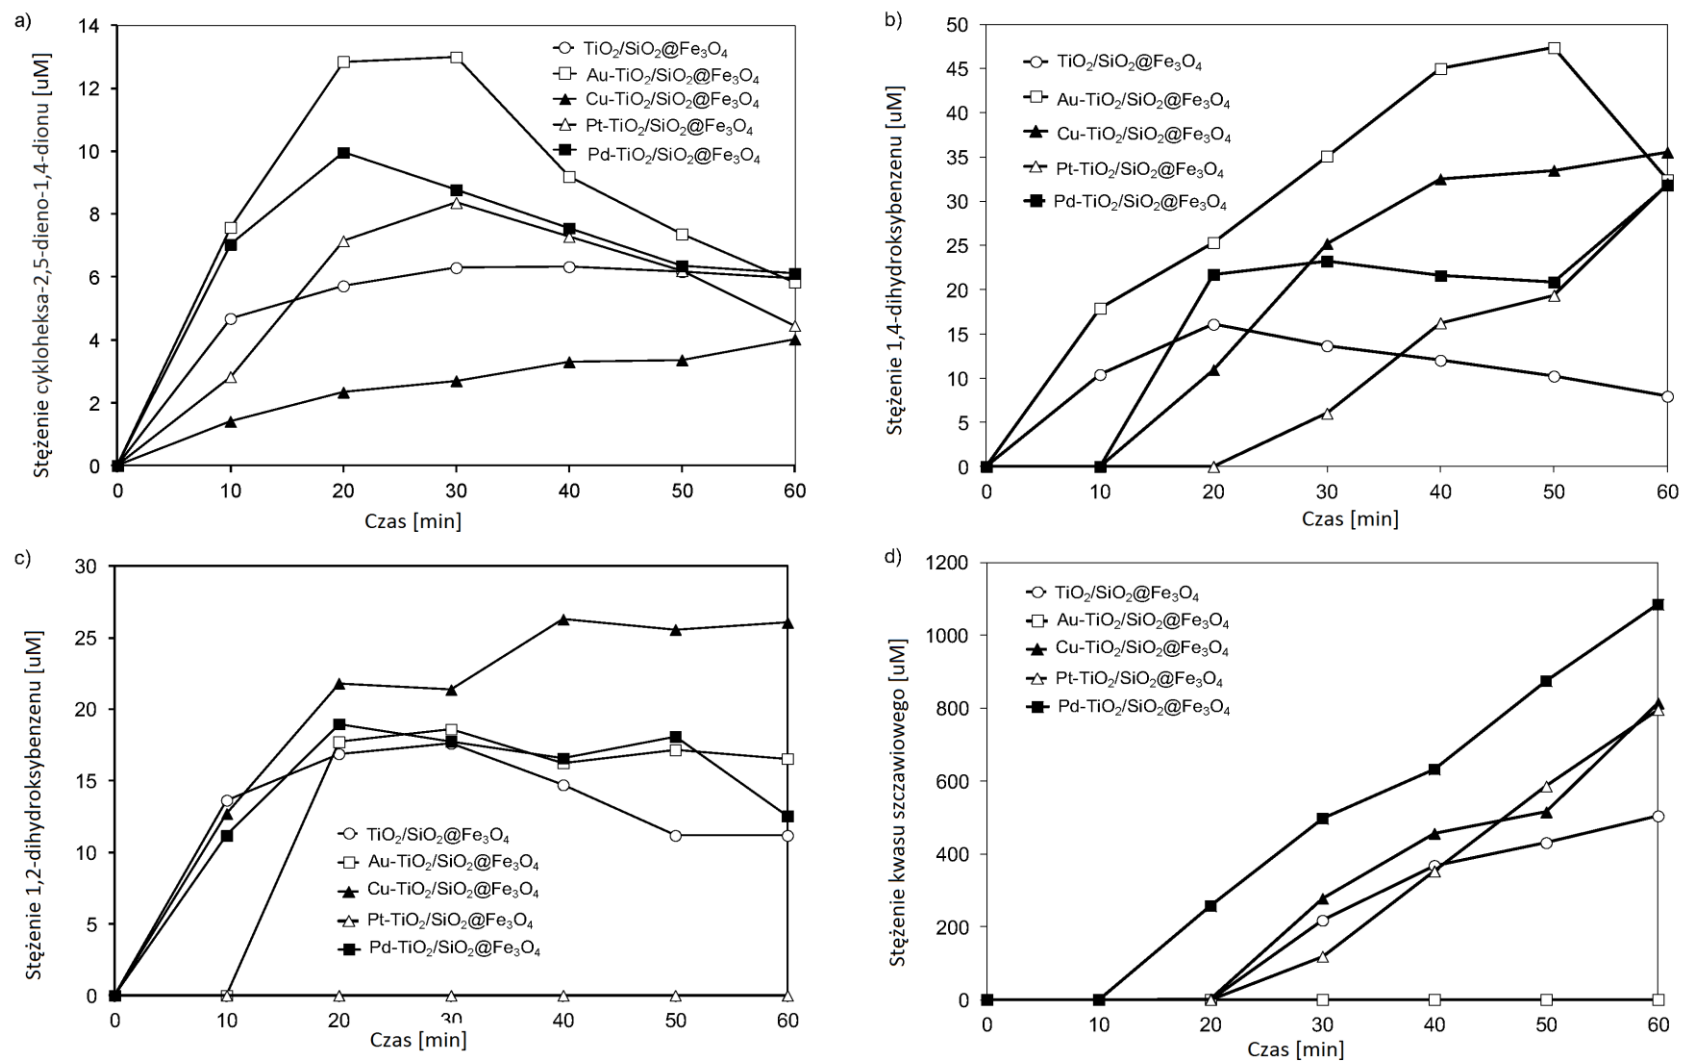 a)
Stężenie cykloheksa-2,5-dieno-1,4-dionu [uM]
14
12
10
8
6
4
2
0
TiO₂/SiO₂@Fe₃O₄
Au-TiO₂/SiO₂@Fe₃O₄
Cu-TiO₂/SiO₂@Fe₃O₄
Pt-TiO₂/SiO₂@Fe₃O₄
Pd-TiO₂/SiO₂@Fe₃O₄
0 10 20 30 40 50 60
Czas [min]
b)
Stężenie 1,4-dihydroksybenzenu [uM]
50
45
40
35
30
25
20
15
10
5
0
TiO₂/SiO₂@Fe₃O₄
Au-TiO₂/SiO₂@Fe₃O₄
Cu-TiO₂/SiO₂@Fe₃O₄
Pt-TiO₂/SiO₂@Fe₃O₄
Pd-TiO₂/SiO₂@Fe₃O₄
0 10 20 30 40 50 60
Czas [min]
c)
Stężenie 1,2-dihydroksybenzenu [uM]
30
25
20
15
10
5
0
TiO₂/SiO₂@Fe₃O₄
Au-TiO₂/SiO₂@Fe₃O₄
Cu-TiO₂/SiO₂@Fe₃O₄
Pt-TiO₂/SiO₂@Fe₃O₄
Pd-TiO₂/SiO₂@Fe₃O₄
0 10 20 30 40 50 60
Czas [min]
d)
Stężenie kwasu szczawiowego [uM]
1200
1000
800
600
400
200
0
TiO₂/SiO₂@Fe₃O₄
Au-TiO₂/SiO₂@Fe₃O₄
Cu-TiO₂/SiO₂@Fe₃O₄
Pt-TiO₂/SiO₂@Fe₃O₄
Pd-TiO₂/SiO₂@Fe₃O₄
0 10 20 30 40 50 60
Czas [min]